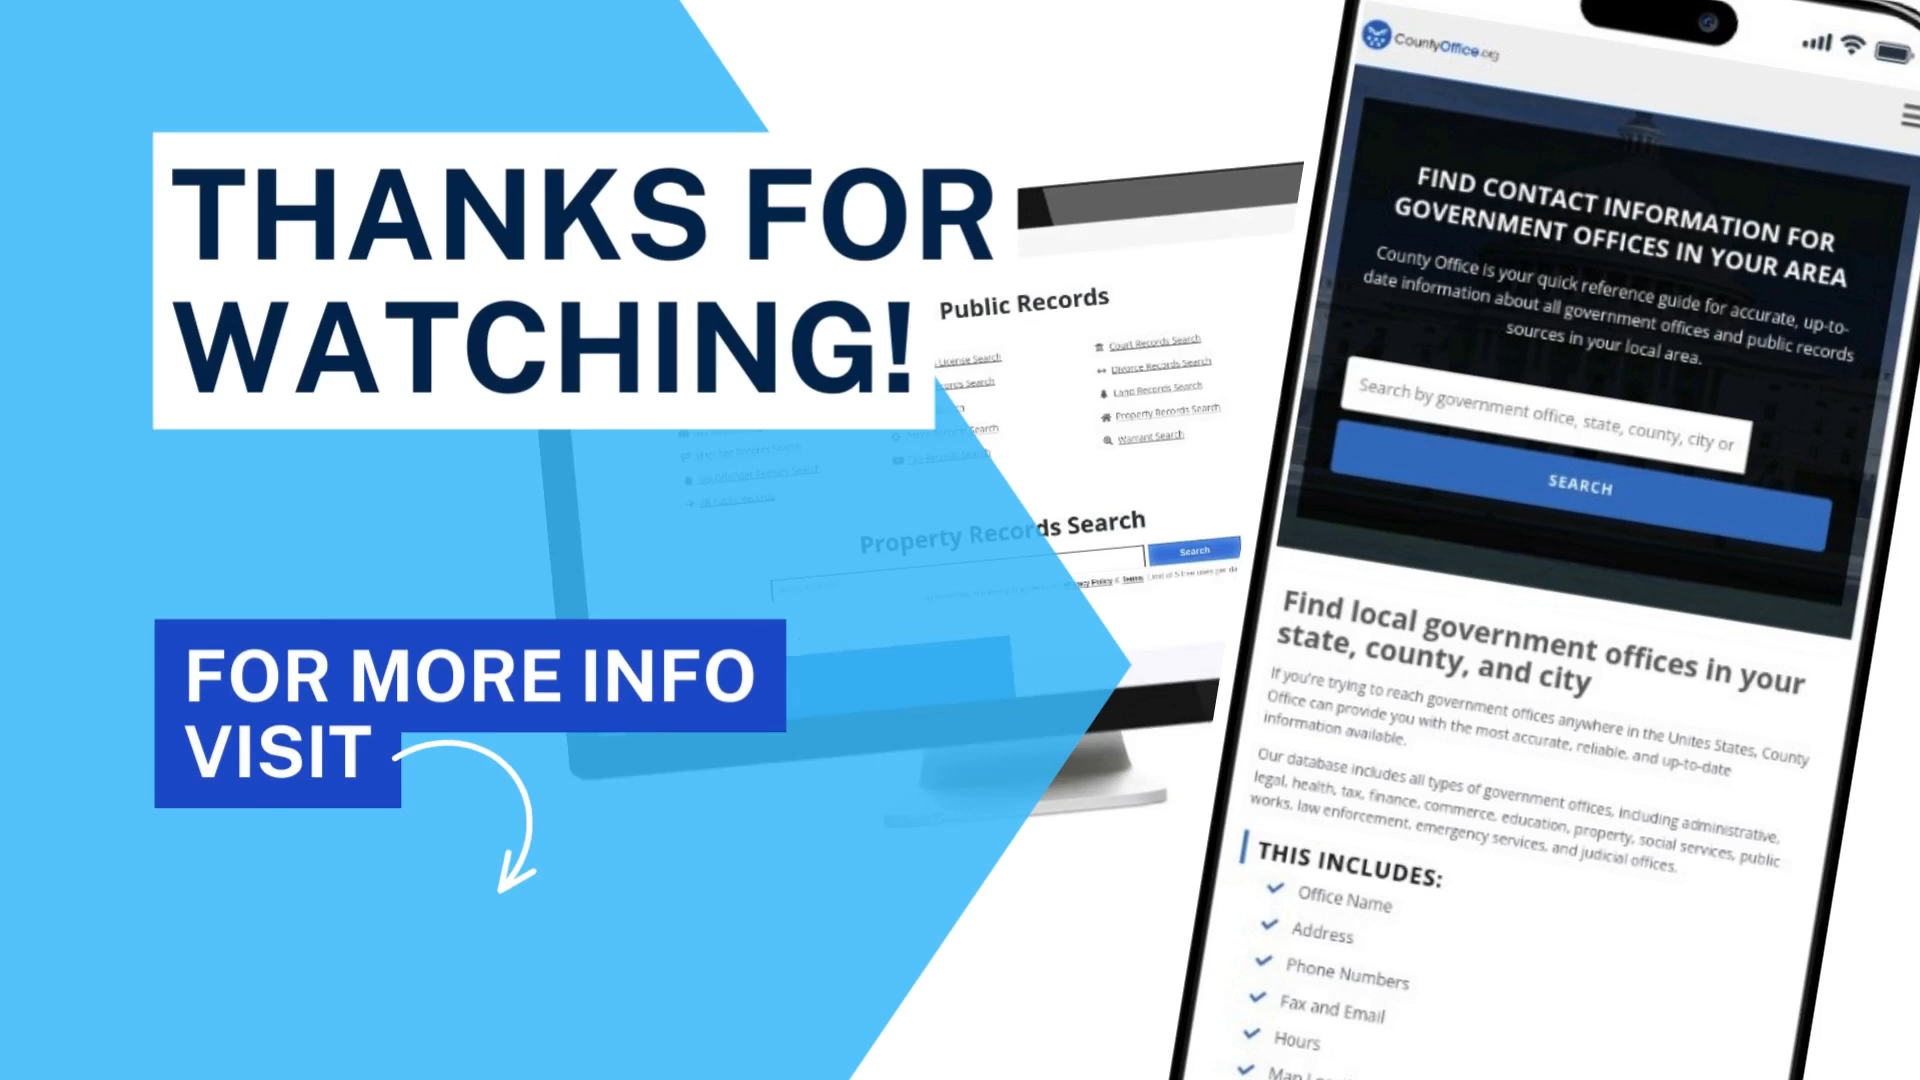 THANKS FOR
WATCHING!
FOR MORE INFO
VISIT
Public Records
License Search
Search
Search
Court Records Search
Divorce Records Search
Land Records Search
Property Records Search
Warrant Search
Property Records Search
Search
Policy & Terms
CountyOffice.org
FIND CONTACT INFORMATION FOR
GOVERNMENT OFFICES IN YOUR AREA
County Office is your quick reference guide for accurate, up-to-
date information about all government offices and public records
sources in your local area.
Search by government office, state, county, city or
SEARCH
Find local government offices in your
state, county, and city
If you're trying to reach government offices anywhere in the Unites States, County
Office can provide you with the most accurate, reliable, and up-to-date
information available.
Our database includes all types of government offices, including administrative,
legal, health, tax, finance, commerce, education, property, social services, public
works, law enforcement, emergency services, and judicial offices.
THIS INCLUDES:
Office Name
Address
Phone Numbers
Fax and Email
Hours